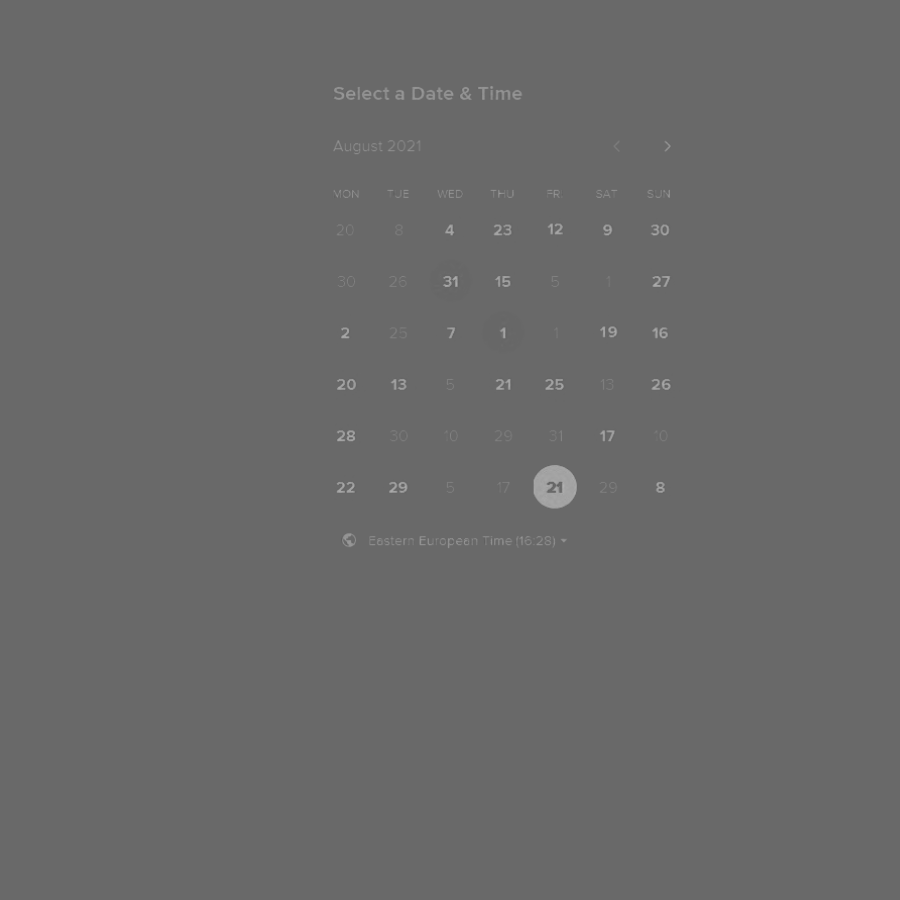 Select a Date & Time
August 2021
MON TUE WED THU FRI SAT SUN
20 8 4 23 12 9 30
30 26 31 15 5 1 27
2 25 7 1 1 19 16
20 13 5 21 25 13 26
28 30 10 29 31 17 10
22 29 5 17 21 29 8
Eastern European Time (16:28)